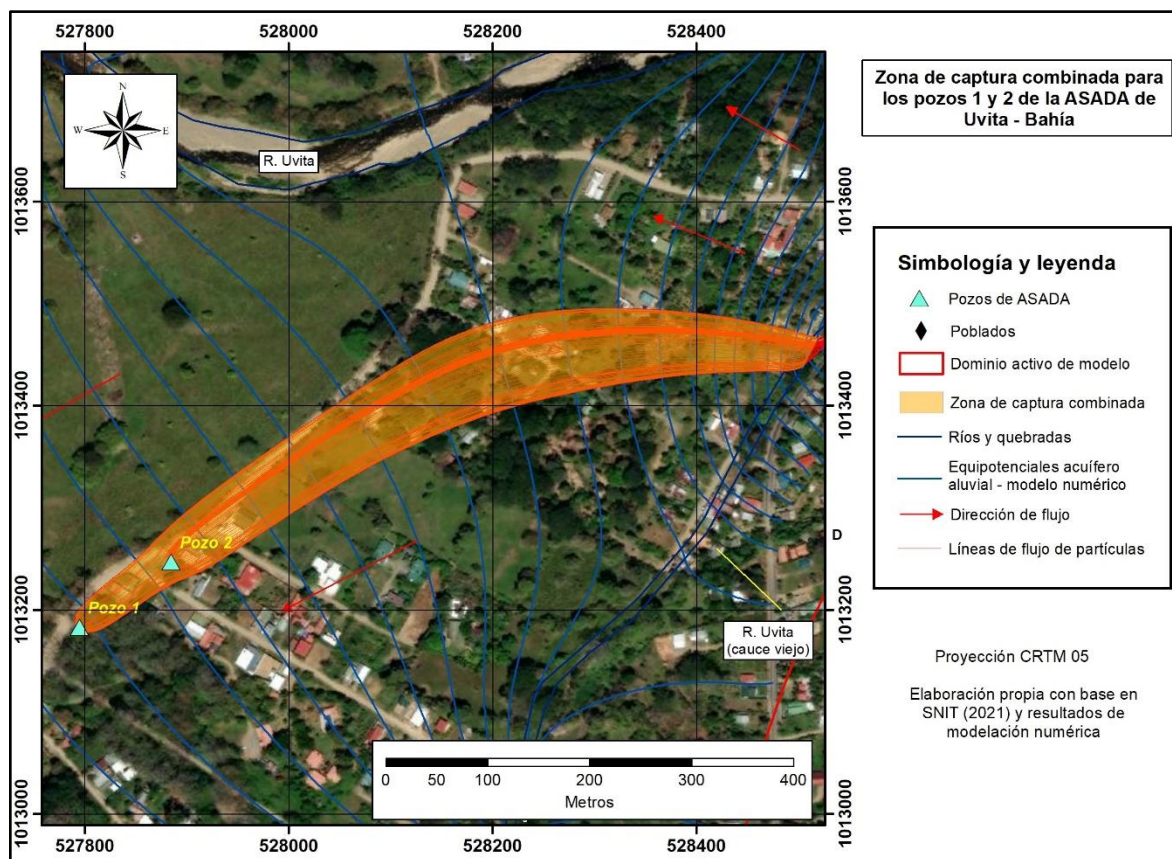 527800
528000
528200
528400
1013600
1013400
1013200
1013000
N
W
E
S
R. Uvita
Pozo 2
Pozo 1
R. Uvita
(cauce viejo)
D
0
50
100
200
300
400
Metros
1013600
1013400
1013200
1013000
527800
528000
528200
528400
Zona de captura combinada para
los pozos 1 y 2 de la ASADA de
Uvita - Bahía
Simbología y leyenda
Pozos de ASADA
Poblados
Dominio activo de modelo
Zona de captura combinada
Ríos y quebradas
Equipotenciales acuífero
aluvial - modelo numérico
Dirección de flujo
Líneas de flujo de partículas
Proyección CRTM 05
Elaboración propia con base en
SNIT (2021) y resultados de
modelación numérica